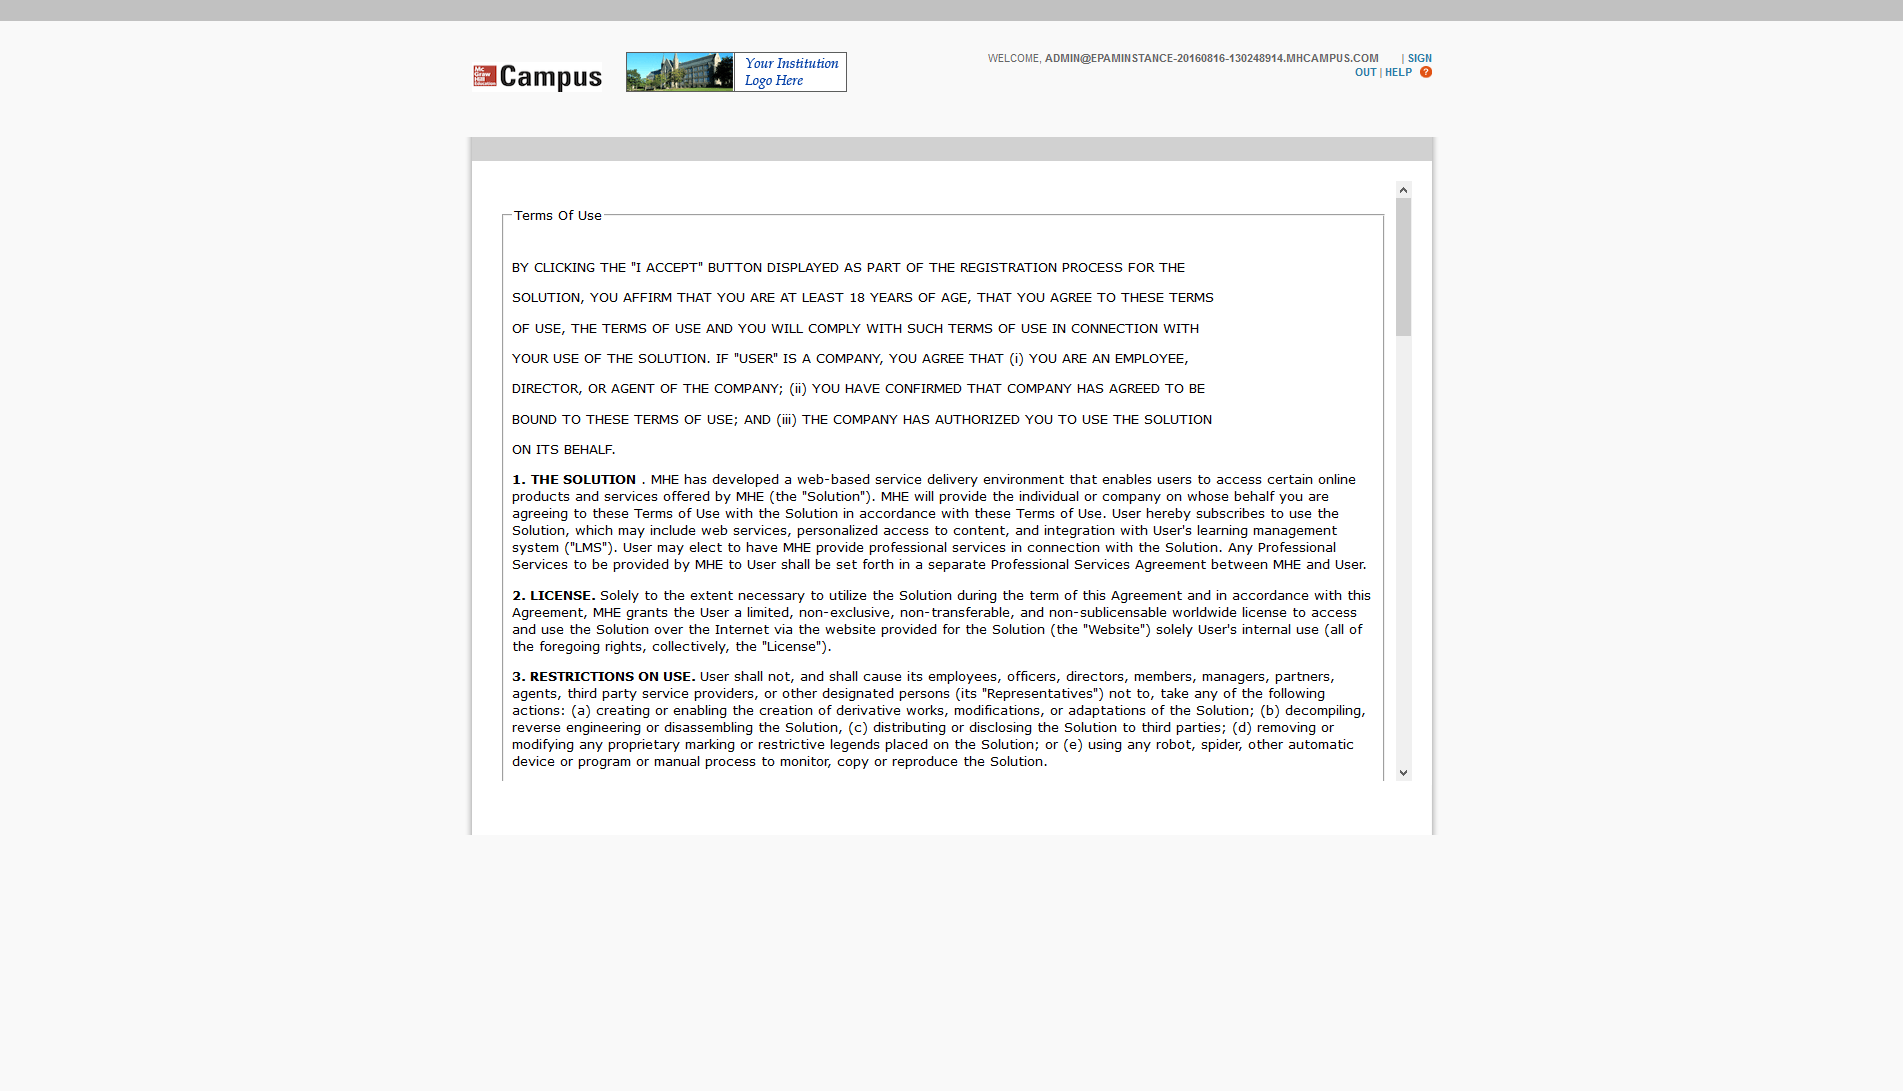 Mc
Graw
Hill
Education
Campus
Your Institution
Logo Here
WELCOME, ADMIN@EPAMINSTANCE-20160816-130248914.MHCAMPUS.COM | SIGN
OUT | HELP ?
Terms Of Use
BY CLICKING THE "I ACCEPT" BUTTON DISPLAYED AS PART OF THE REGISTRATION PROCESS FOR THE
SOLUTION, YOU AFFIRM THAT YOU ARE AT LEAST 18 YEARS OF AGE, THAT YOU AGREE TO THESE TERMS
OF USE, THE TERMS OF USE AND YOU WILL COMPLY WITH SUCH TERMS OF USE IN CONNECTION WITH
YOUR USE OF THE SOLUTION. IF "USER" IS A COMPANY, YOU AGREE THAT (i) YOU ARE AN EMPLOYEE,
DIRECTOR, OR AGENT OF THE COMPANY; (ii) YOU HAVE CONFIRMED THAT COMPANY HAS AGREED TO BE
BOUND TO THESE TERMS OF USE; AND (iii) THE COMPANY HAS AUTHORIZED YOU TO USE THE SOLUTION
ON ITS BEHALF.
1. THE SOLUTION . MHE has developed a web-based service delivery environment that enables users to access certain online
products and services offered by MHE (the "Solution"). MHE will provide the individual or company on whose behalf you are
agreeing to these Terms of Use with the Solution in accordance with these Terms of Use. User hereby subscribes to use the
Solution, which may include web services, personalized access to content, and integration with User's learning management
system ("LMS"). User may elect to have MHE provide professional services in connection with the Solution. Any Professional
Services to be provided by MHE to User shall be set forth in a separate Professional Services Agreement between MHE and User.
2. LICENSE. Solely to the extent necessary to utilize the Solution during the term of this Agreement and in accordance with this
Agreement, MHE grants the User a limited, non-exclusive, non-transferable, and non-sublicensable worldwide license to access
and use the Solution over the Internet via the website provided for the Solution (the "Website") solely User's internal use (all of
the foregoing rights, collectively, the "License").
3. RESTRICTIONS ON USE. User shall not, and shall cause its employees, officers, directors, members, managers, partners,
agents, third party service providers, or other designated persons (its "Representatives") not to, take any of the following
actions: (a) creating or enabling the creation of derivative works, modifications, or adaptations of the Solution; (b) decompiling,
reverse engineering or disassembling the Solution, (c) distributing or disclosing the Solution to third parties; (d) removing or
modifying any proprietary marking or restrictive legends placed on the Solution; or (e) using any robot, spider, other automatic
device or program or manual process to monitor, copy or reproduce the Solution.